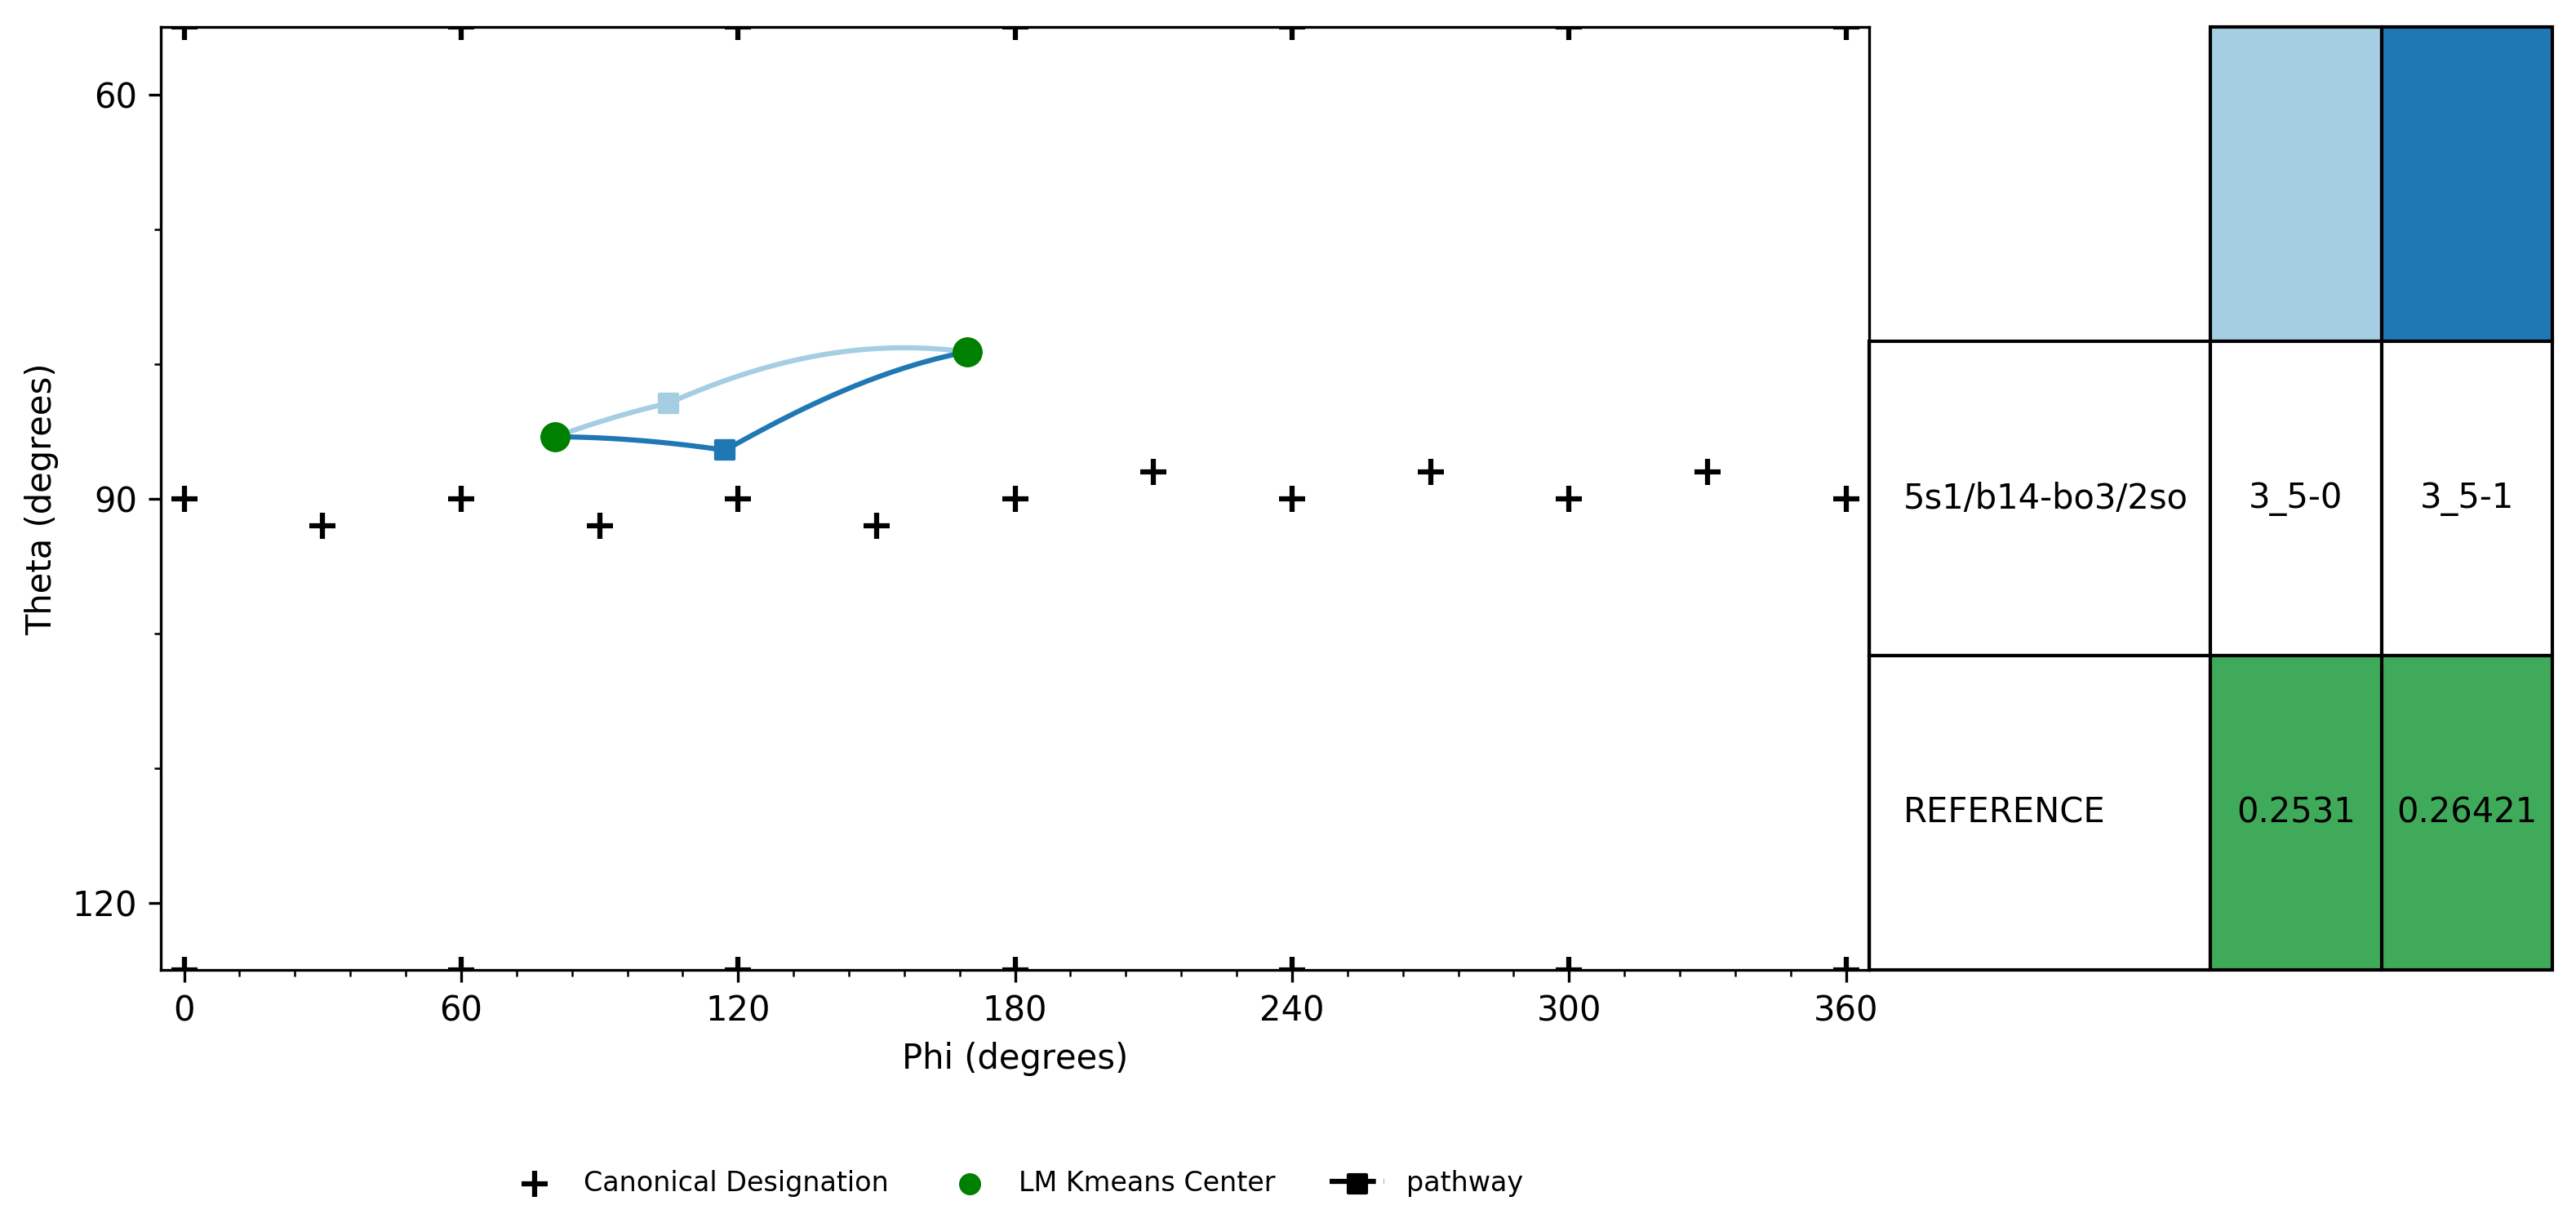 60
90
120
Theta (degrees)
0 60 120 180 240 300 360
Phi (degrees)
5s1/b14-bo3/2so 3_5-0 3_5-1
REFERENCE 0.2531 0.26421
Canonical Designation LM Kmeans Center pathway